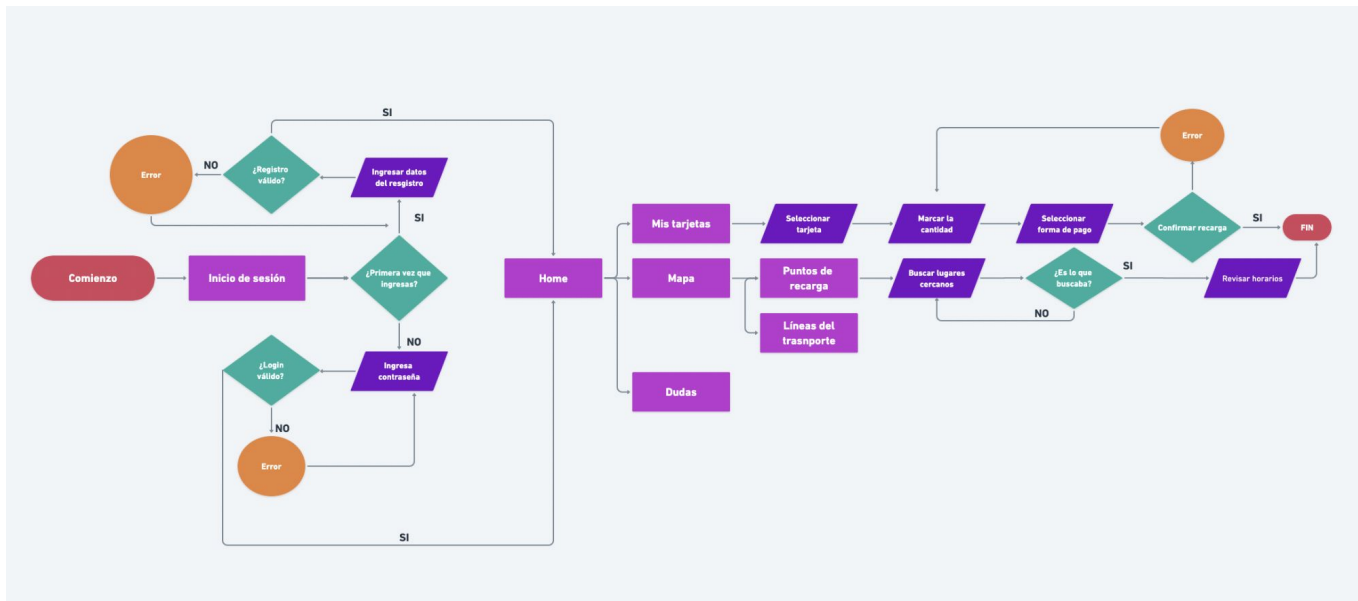 SI
Error
NO
¿Registro
válido?
Ingresar datos
del resgistro
SI
Comienzo
Inicio de sesión
¿Primera vez que
ingresas?
NO
¿Login
válido?
Ingresa
contraseña
NO
Error
SI
Home
Mis tarjetas
Seleccionar
tarjeta
Marcar la
cantidad
Seleccionar
forma de pago
Confirmar recarga
Error
SI
FIN
Mapa
Puntos de
recarga
Buscar lugares
cercanos
¿Es lo que
buscaba?
SI
Revisar horarios
NO
Líneas del
trasnporte
Dudas